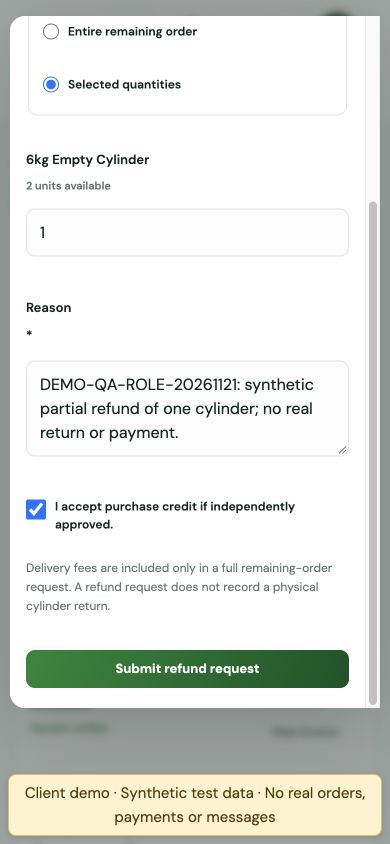 Entire remaining order
Selected quantities
6kg Empty Cylinder
2 units available
1
Reason
*
DEMO-QA-ROLE-20261121: synthetic
partial refund of one cylinder; no real
return or payment.
I accept purchase credit if independently
approved.
Delivery fees are included only in a full remaining-order
request. A refund request does not record a physical
cylinder return.
Submit refund request
Client demo · Synthetic test data · No real orders,
payments or messages